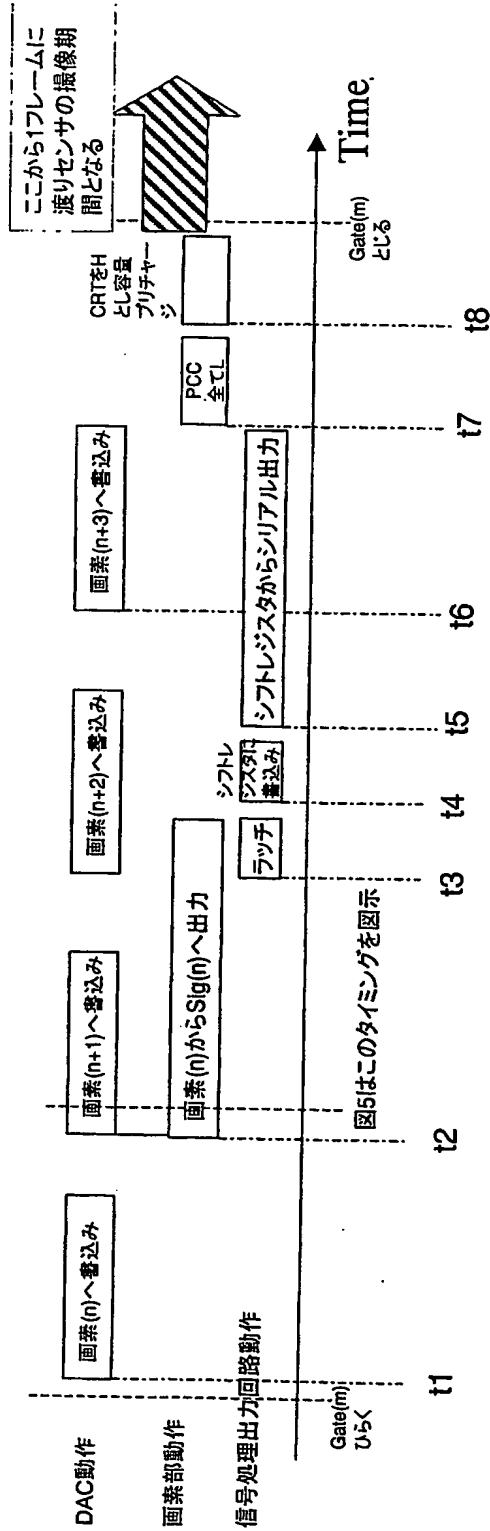 ここから1フレームに
渡りセンサの撮像期
間となる
DAC動作
画素(n)へ書込み
画素(n+1)へ書込み
画素(n+2)へ書込み
画素(n+3)へ書込み
画素部動作
画素(n)からSig(n)へ出力
PCC
全てL
CRTをH
とし容量
プリチャー
ジ
信号処理出力回路動作
ラッチ
シフトレ
ジスタに
書込み
シフトレジスタからシリアル出力
Time
Gate(m)
ひらく
図5はこのタイミングを図示
Gate(m)
とじる
t1
t2
t3
t4
t5
t6
t7
t8